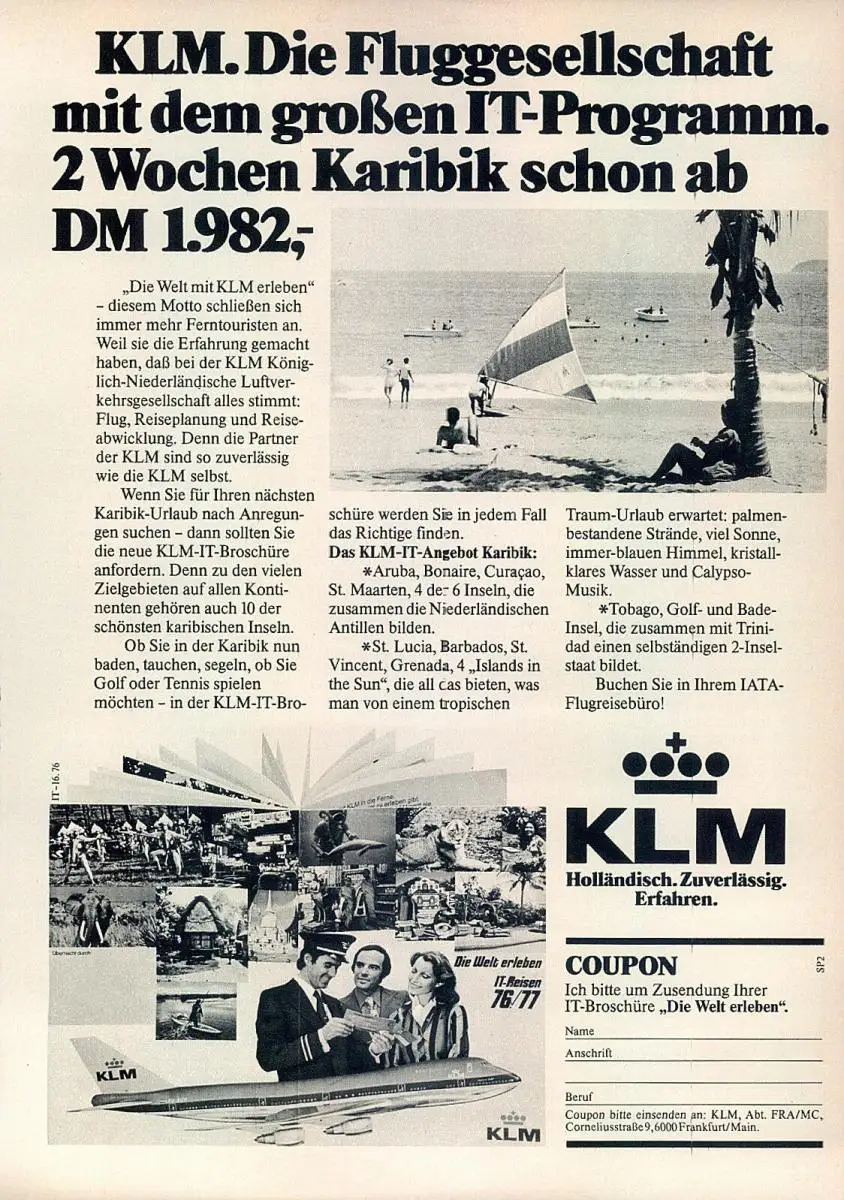 KLM. Die Fluggesellschaft
mit dem großen IT-Programm.
2 Wochen Karibik schon ab
DM 1.982,-
„Die Welt mit KLM erleben“
– diesem Motto schließen sich
immer mehr Ferntouristen an.
Weil sie die Erfahrung gemacht
haben, daß bei der KLM König-
lich-Niederländische Luftver-
kehrsgesellschaft alles stimmt:
Flug, Reiseplanung und Reise-
abwicklung. Denn die Partner
der KLM sind so zuverlässig
wie die KLM selbst.
Wenn Sie für Ihren nächsten
Karibik-Urlaub nach Anregun-
gen suchen – dann sollten Sie
die neue KLM-IT-Broschüre
anfordern. Denn zu den vielen
Zielgebieten auf allen Konti-
nenten gehören auch 10 der
schönsten karibischen Inseln.
Ob Sie in der Karibik nun
baden, tauchen, segeln, ob Sie
Golf oder Tennis spielen
möchten – in der KLM-IT-Bro-
schüre werden Sie in jedem Fall
das Richtige finden.
Das KLM-IT-Angebot Karibik:
*Aruba, Bonaire, Curaçao,
St. Maarten, 4 der 6 Inseln, die
zusammen die Niederländischen
Antillen bilden.
*St. Lucia, Barbados, St.
Vincent, Grenada, 4 „Islands in
the Sun“, die all das bieten, was
man von einem tropischen
Traum-Urlaub erwartet: palmen-
bestandene Strände, viel Sonne,
immer-blauen Himmel, kristall-
klares Wasser und Calypso-
Musik.
*Tobago, Golf- und Bade-
Insel, die zusammen mit Trini-
dad einen selbständigen 2-Insel-
staat bildet.
Buchen Sie in Ihrem IATA-
Flugreisebüro!
IT-16.76
KLM in die Ferne.
zu erleben gibt.
Übernacht durch:
Die Welt erleben
IT-Reisen
76/77
KLM
KLM
KLM
Holländisch. Zuverlässig.
Erfahren.
COUPON
SP2
Ich bitte um Zusendung Ihrer
IT-Broschüre „Die Welt erleben“.
Name
Anschrift
Beruf
Coupon bitte einsenden an: KLM, Abt. FRA/MC,
Corneliusstraße 9, 6000 Frankfurt/Main.